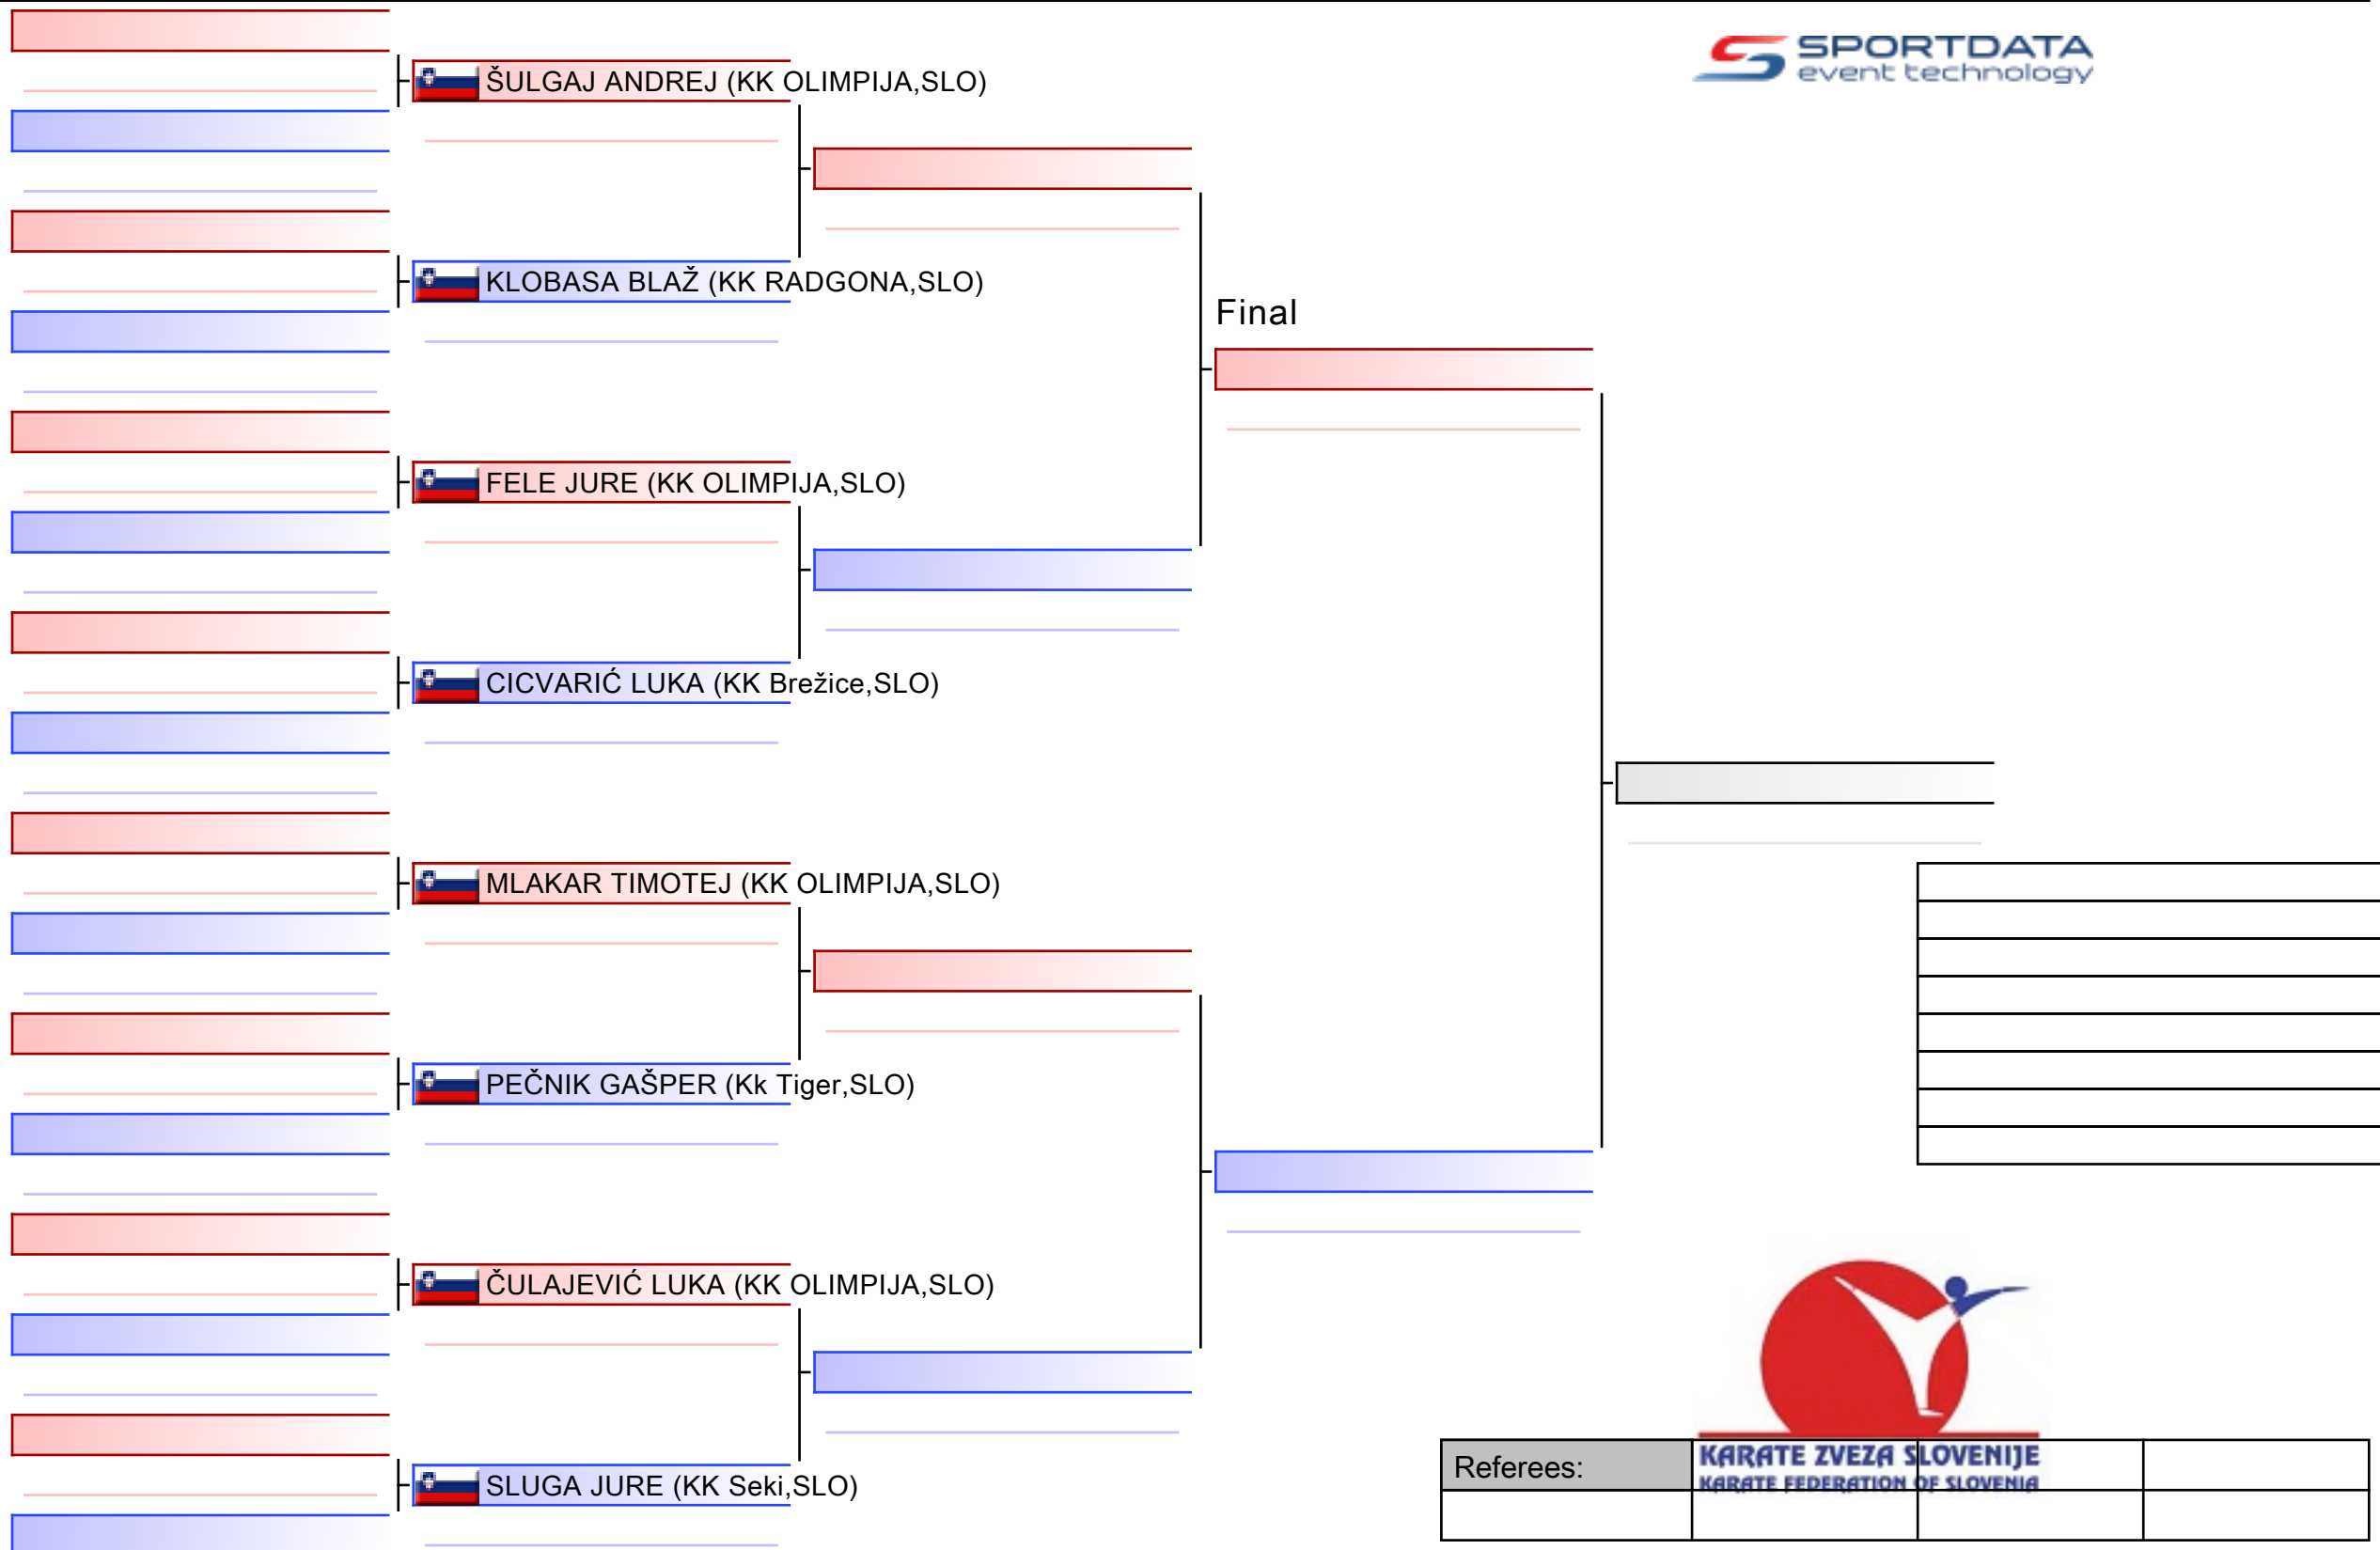 SPORTDATA
event technology
ŠULGAJ ANDREJ (KK OLIMPIJA,SLO)
KLOBASA BLAŽ (KK RADGONA,SLO)
Final
FELE JURE (KK OLIMPIJA,SLO)
CICVARIĆ LUKA (KK Brežice,SLO)
MLAKAR TIMOTEJ (KK OLIMPIJA,SLO)
PEČNIK GAŠPER (Kk Tiger,SLO)
ČULAJEVIĆ LUKA (KK OLIMPIJA,SLO)
SLUGA JURE (KK Seki,SLO)
Referees:
KARATE ZVEZA SLOVENIJE
KARATE FEDERATION OF SLOVENIA